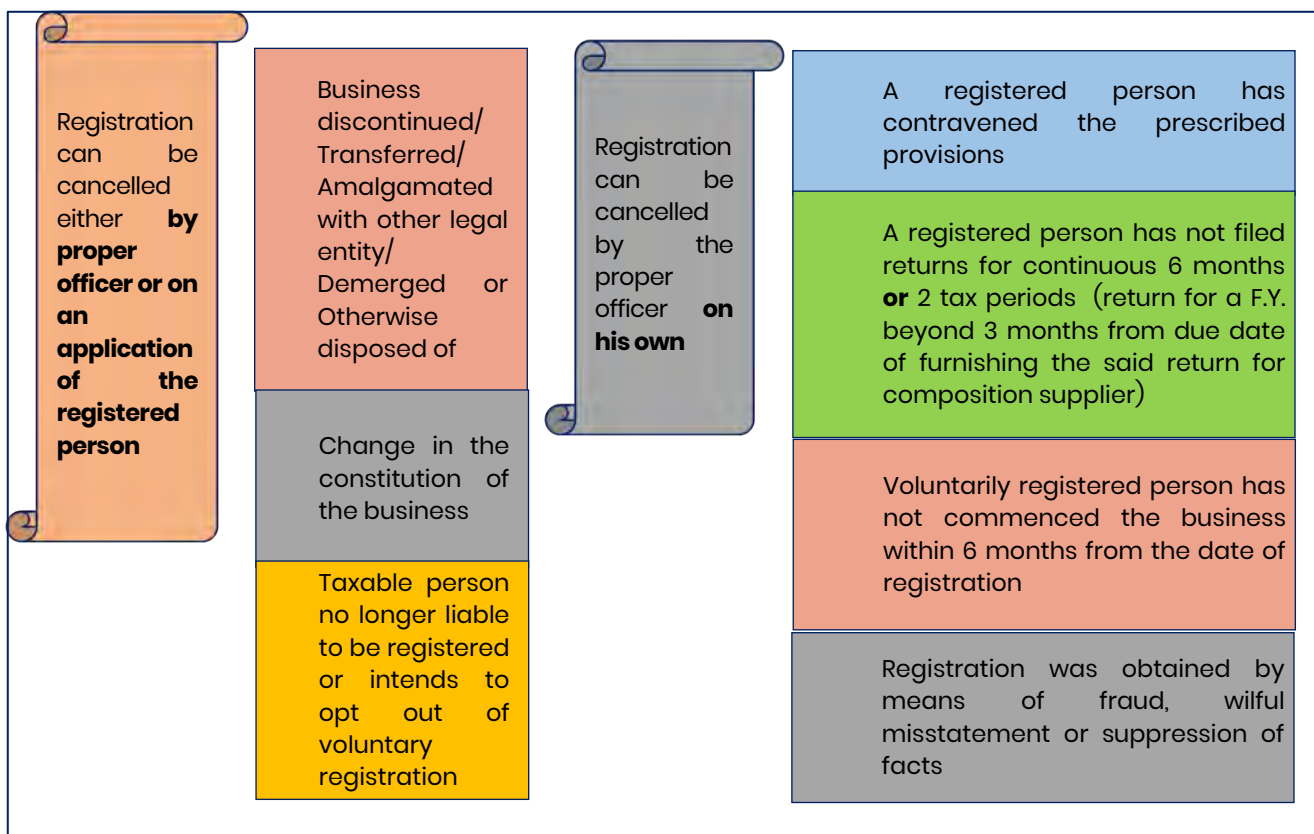 Registration
can be
cancelled
either by
proper
officer or on
an
application
of the
registered
person
Business
discontinued/
Transferred/
Amalgamated
with other legal
entity/
Demerged or
Otherwise
disposed of
Change in the
constitution of
the business
Taxable person
no longer liable
to be registered
or intends to
opt out of
voluntary
registration
Registration
can be
cancelled
by the
proper
officer on
his own
A registered person has
contravened the prescribed
provisions
A registered person has not filed
returns for continuous 6 months
or 2 tax periods (return for a F.Y.
beyond 3 months from due date
of furnishing the said return for
composition supplier)
Voluntarily registered person has
not commenced the business
within 6 months from the date of
registration
Registration was obtained by
means of fraud, wilful
misstatement or suppression of
facts